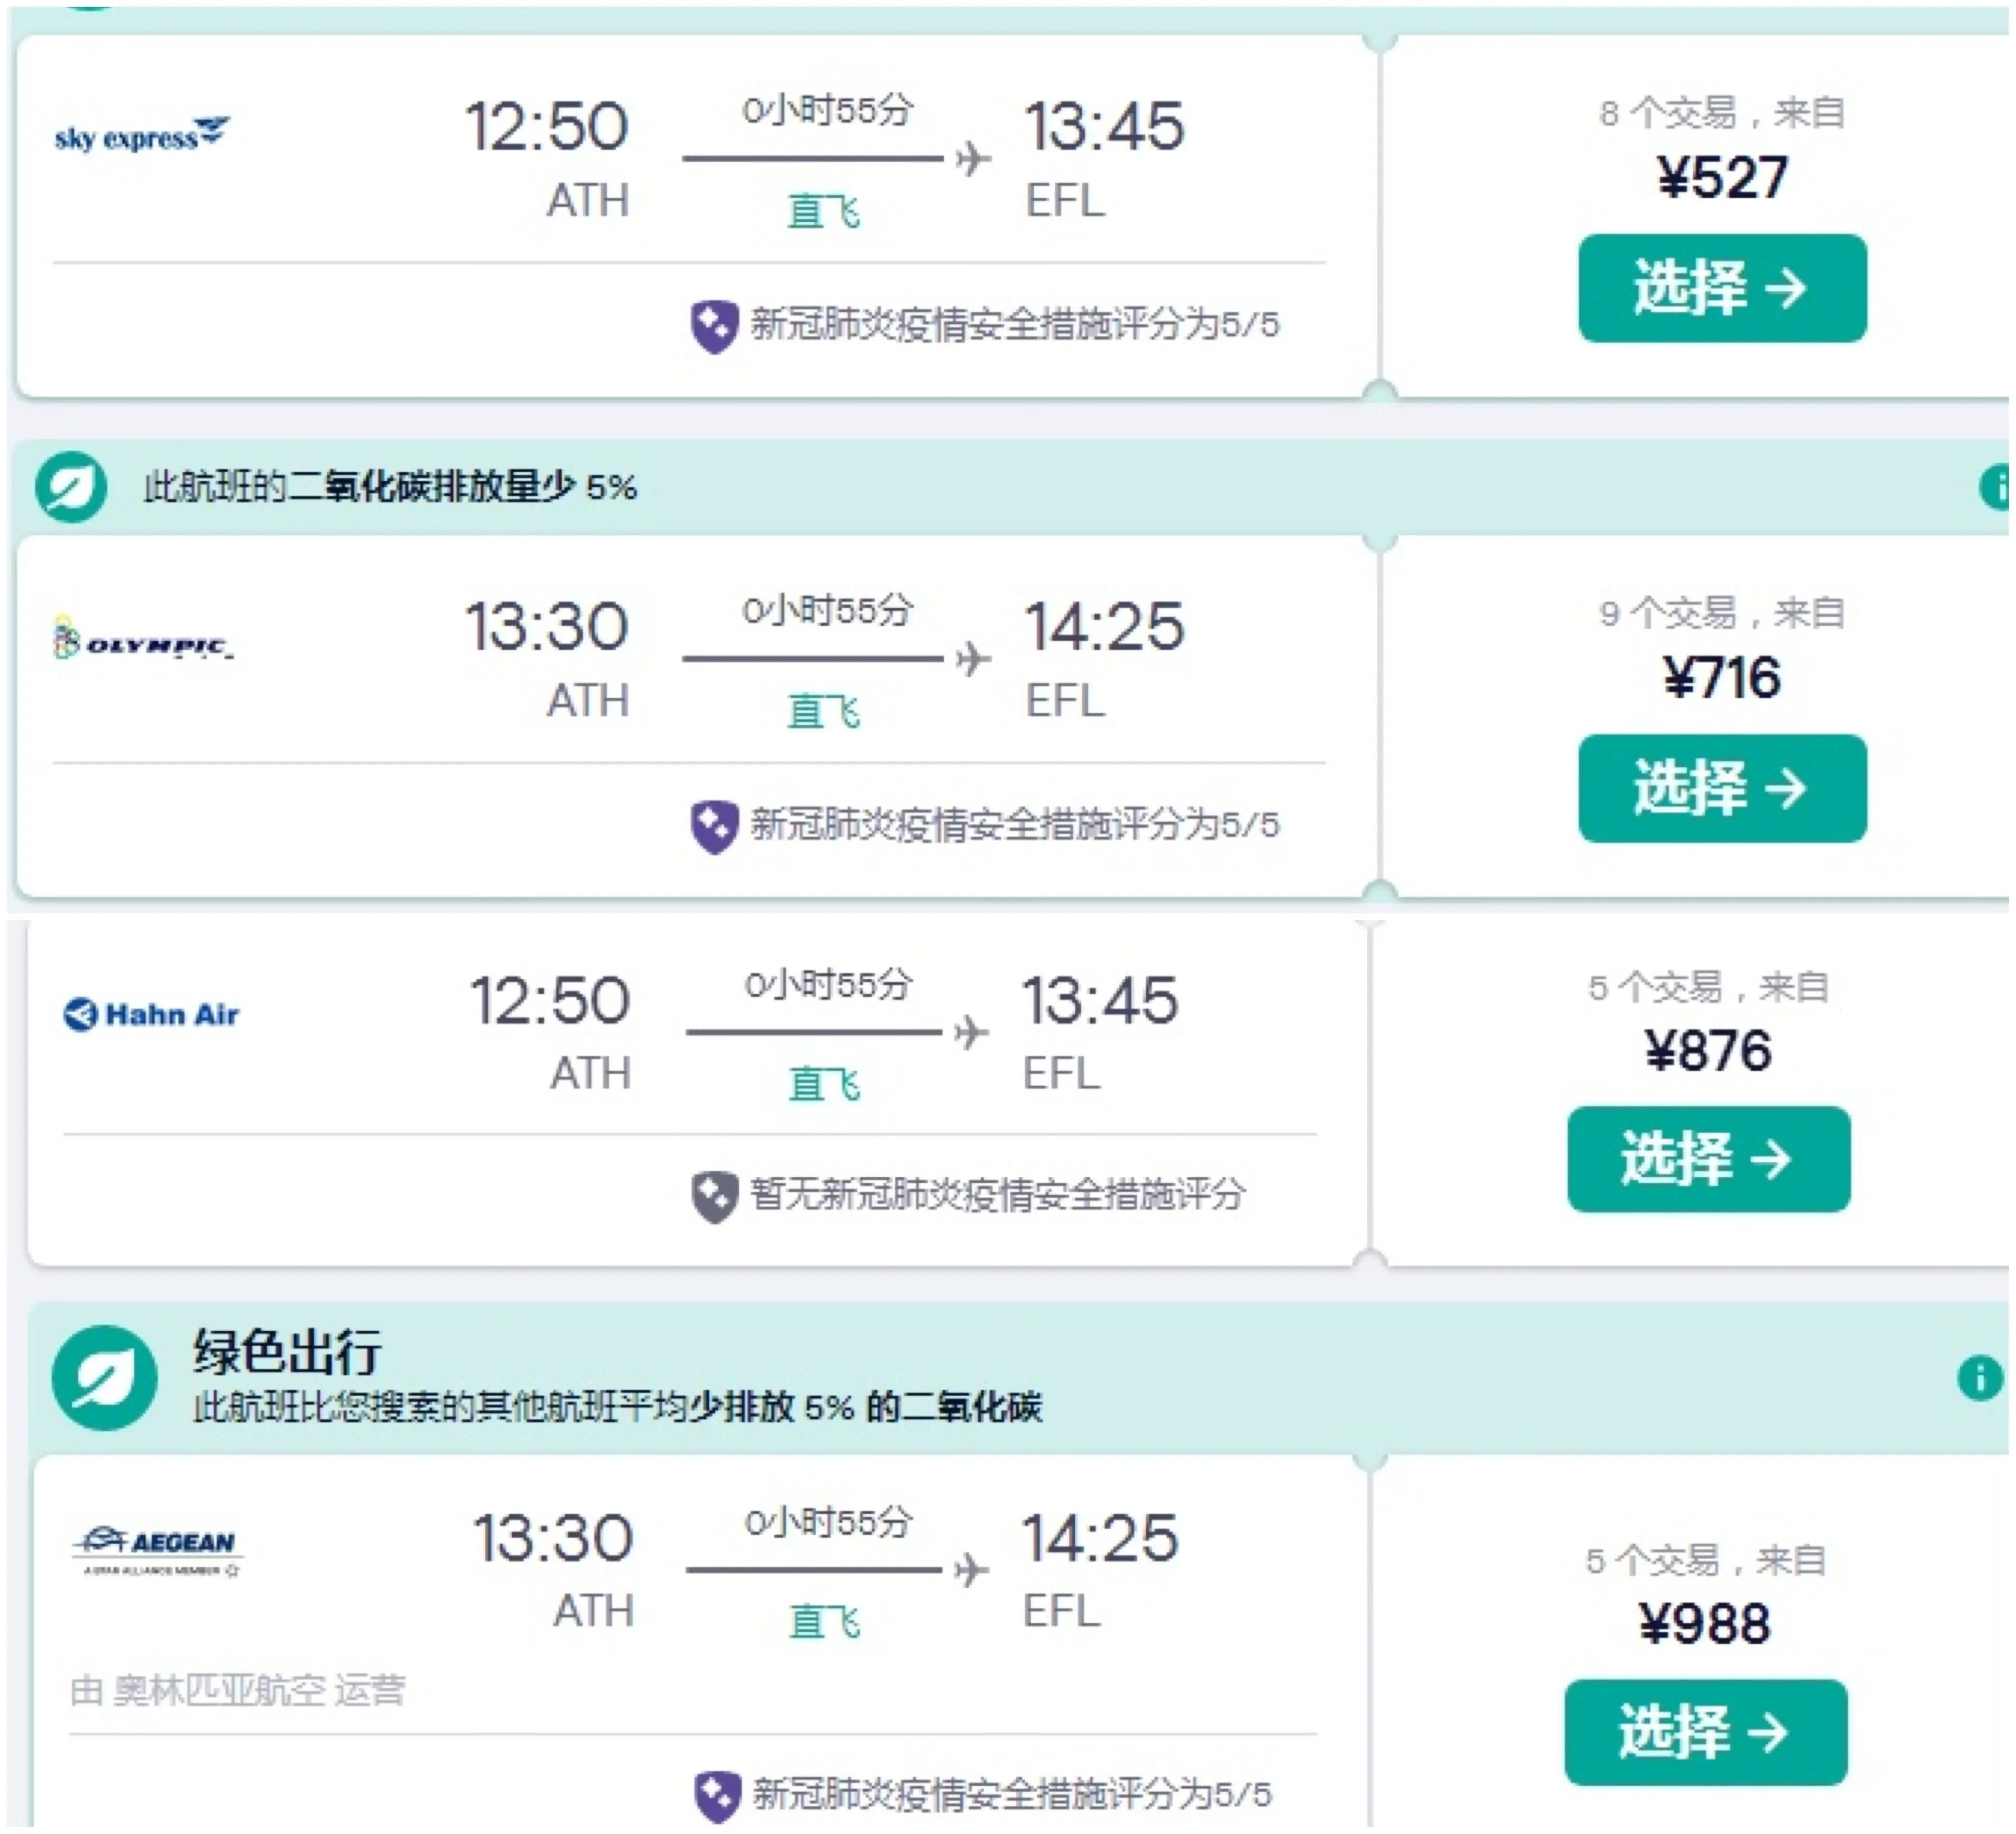 sky express
12:50
0小时55分
13:45
ATH
直飞
EFL
新冠肺炎疫情安全措施评分为5/5
8 个交易，来自
¥527
选择 →
此航班的二氧化碳排放量少 5%
OLYMPIC
13:30
0小时55分
14:25
ATH
直飞
EFL
新冠肺炎疫情安全措施评分为5/5
9 个交易，来自
¥716
选择 →
Hahn Air
12:50
0小时55分
13:45
ATH
直飞
EFL
暂无新冠肺炎疫情安全措施评分
5 个交易，来自
¥876
选择 →
绿色出行
此航班比您搜索的其他航班平均少排放 5% 的二氧化碳
AEGEAN
A STAR ALLIANCE MEMBER
13:30
0小时55分
14:25
ATH
直飞
EFL
由 奥林匹亚航空 运营
新冠肺炎疫情安全措施评分为5/5
5 个交易，来自
¥988
选择 →